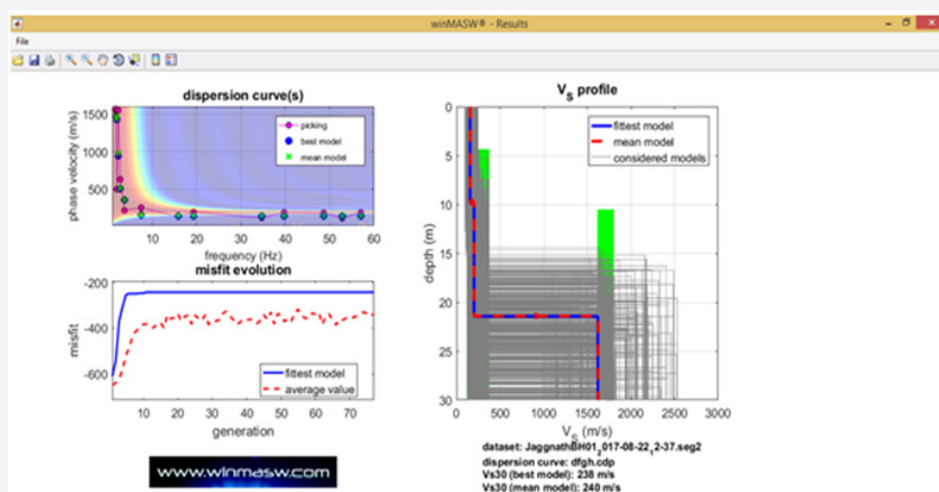 winMASW® - Results
File
dispersion curve(s)
phase velocity (m/s)
1500
1000
500
picking
best model
mean model
10 20 30 40 50 60
frequency (Hz)
misfit evolution
misfit
-200
-400
-600
fittest model
average value
10 20 30 40 50 60 70
generation
www.winmasw.com
VS profile
depth (m)
0
5
10
15
20
25
30
fittest model
mean model
considered models
0 500 1000 1500 2000 2500 3000
VS (m/s)
dataset: JaggnathBH012017-08-22,12-37.seg2
dispersion curve: dfgh.cdp
Vs30 (best model): 238 m/s
Vs30 (mean model): 240 m/s